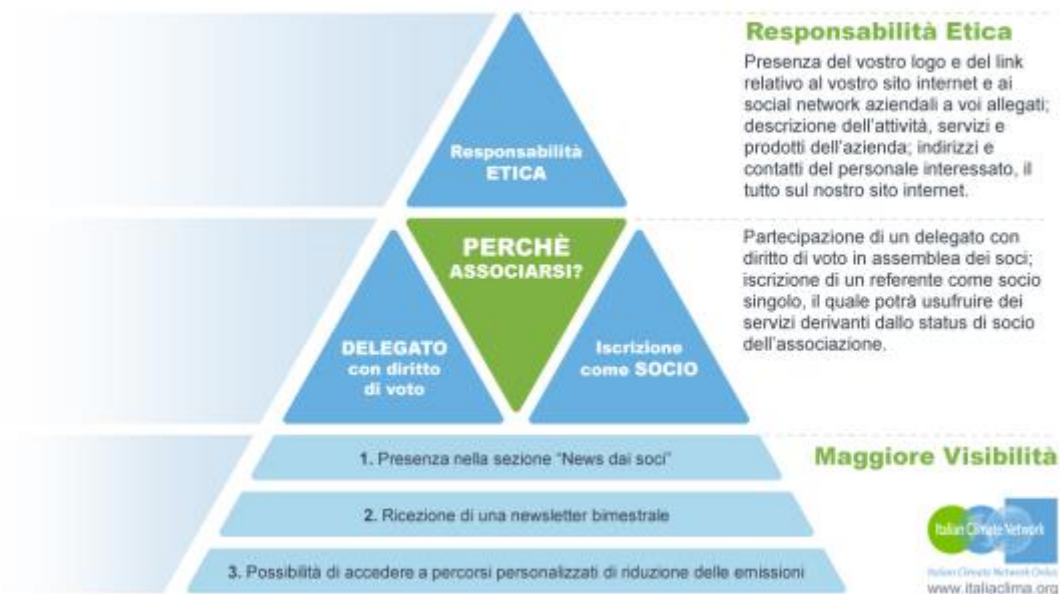 Responsabilità Etica
Presenza del vostro logo e del link
relativo al vostro sito internet e ai
social network aziendali a voi allegati;
descrizione dell'attività, servizi e
prodotti dell'azienda; indirizzi e
contatti del personale interessato, il
tutto sul nostro sito internet.
Responsabilità
ETICA
PERCHÈ
ASSOCIARSI?
DELEGATO
con diritto
di voto
Iscrizione
come SOCIO
Partecipazione di un delegato con
diritto di voto in assemblea dei soci;
iscrizione di un referente come socio
singolo, il quale potrà usufruire dei
servizi derivanti dallo status di socio
dell'associazione.
1. Presenza nella sezione "News dai soci"
2. Ricezione di una newsletter bimestrale
3. Possibilità di accedere a percorsi personalizzati di riduzione delle emissioni
Maggiore Visibilità
Italian Climate Network
Italian Climate Network Onlus
www.italiaclima.org